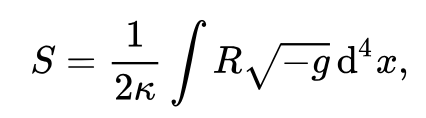 S = \frac{1}{2\kappa} \int R \sqrt{-g} \, \mathrm{d}^4 x,